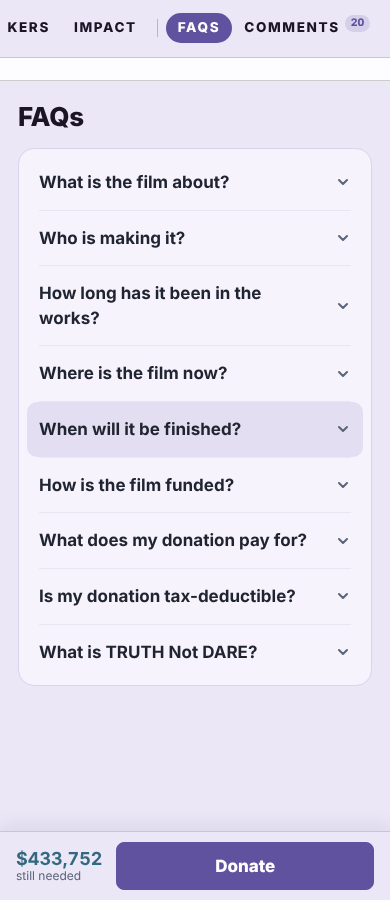 KERS IMPACT FAQS COMMENTS 20
FAQs
What is the film about?
Who is making it?
How long has it been in the
works?
Where is the film now?
When will it be finished?
How is the film funded?
What does my donation pay for?
Is my donation tax-deductible?
What is TRUTH Not DARE?
$433,752
still needed
Donate